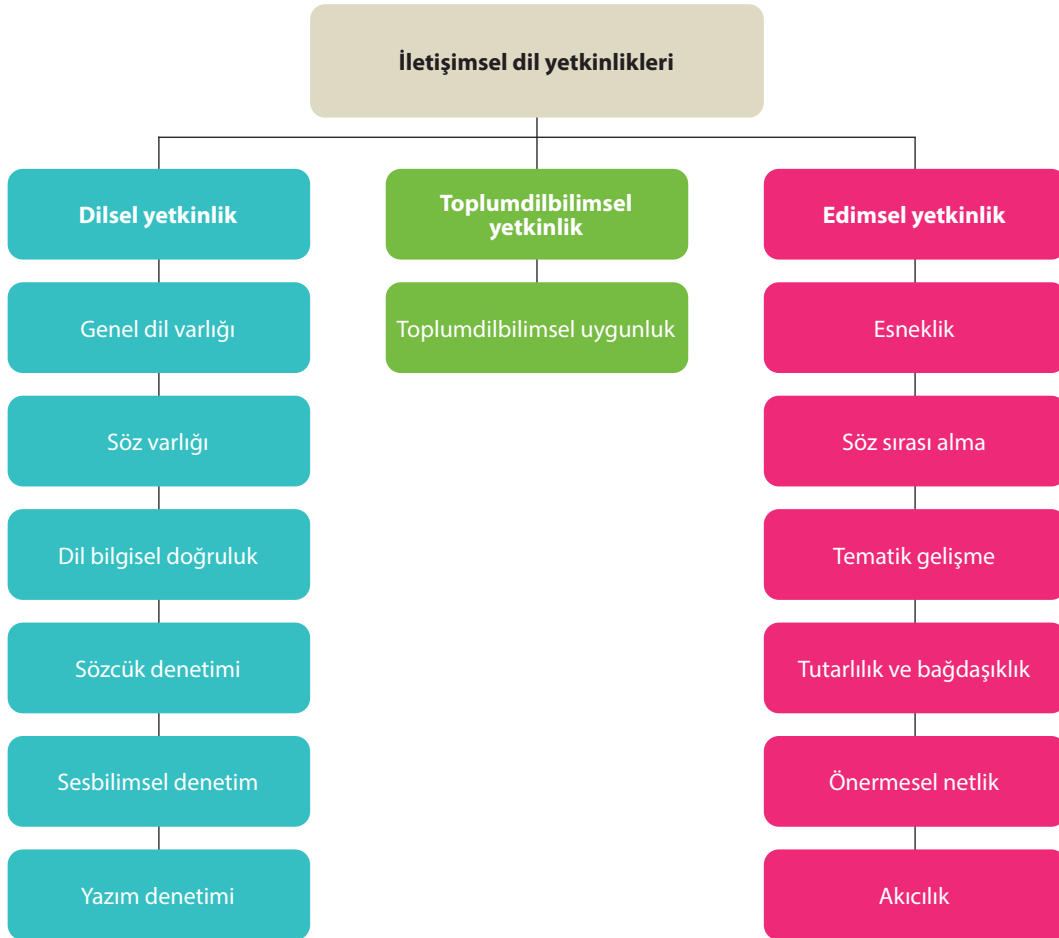 İletişimsel dil yetkinlikleri
Dilsel yetkinlik
Toplumdilbilimsel
yetkinlik
Edimsel yetkinlik
Genel dil varlığı
Toplumdilbilimsel uygunluk
Esneklik
Söz varlığı
Söz sırası alma
Dil bilgisel doğruluk
Tematik gelişme
Sözcük denetimi
Tutarlılık ve bağdaşıklık
Sesbilimsel denetim
Önermesel netlik
Yazım denetimi
Akıcılık